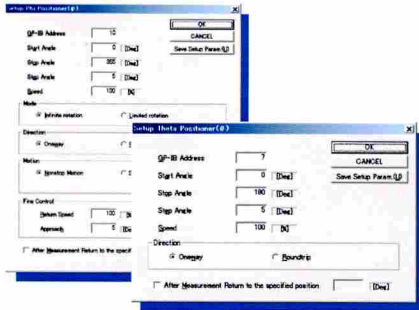 Setup Phi Positioner(φ)
GP-IB Address 10
Start Angle 0 [Deg]
Stop Angle 355 [Deg]
Step Angle 5 [Deg]
Speed 100 [%]
OK
CANCEL
Save Setup Param.(U)
Mode
Infinite rotation
Limited rotation
Direction
Oneway
Motion
Nonstop Motion
Fine Control
Return Speed 100
Approach 5
After Measurement Return to the specif
Setup Theta Positioner(θ)
GP-IB Address 7
Start Angle 0 [Deg]
Stop Angle 180 [Deg]
Step Angle 5 [Deg]
Speed 100 [%]
OK
CANCEL
Save Setup Param.(U)
Direction
Oneway
Roundtrip
After Measurement Return to the specified position [Deg]